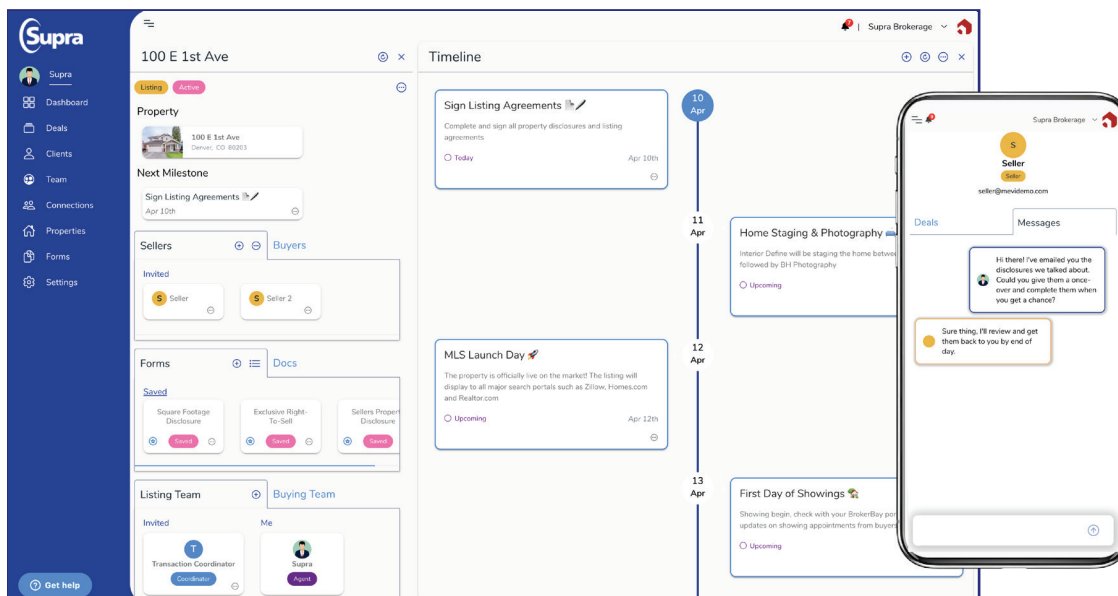 Supra
Supra
Dashboard
Deals
Clients
Team
Connections
Properties
Forms
Settings
Get help
2 | Supra Brokerage
100 E 1st Ave
Listing Active
Property
100 E 1st Ave
Denver, CO 80203
Next Milestone
Sign Listing Agreements
Apr 10th
Sellers Buyers
Invited
S Seller
S Seller 2
Forms Docs
Saved
Square Footage
Disclosure
Saved
Exclusive Right-
To-Sell
Saved
Sellers Propert
Disclosure
Saved
Listing Team Buying Team
Invited Me
T
Transaction Coordinator
Coordinator
Supra
Agent
Timeline
10
Apr
Sign Listing Agreements
Complete and sign all property disclosures and listing
agreements
Today Apr 10th
11
Apr
Home Staging & Photography
Interior Define will be staging the home betwee
followed by BH Photography
Upcoming
12
Apr
MLS Launch Day
The property is officially live on the market! The listing will
display to all major search portals such as Zillow, Homes.com
and Realtor.com
Upcoming Apr 12th
13
Apr
First Day of Showings
Showing begin, check with your BrokerBay por
updates on showing appointments from buyers
Upcoming
Supra Brokerage
S
Seller
Seller
seller@mevidemo.com
Deals Messages
Hi there! I've emailed you the
disclosures we talked about.
Could you give them a once-
over and complete them when
you get a chance?
Sure thing, I'll review and get
them back to you by end of
day.